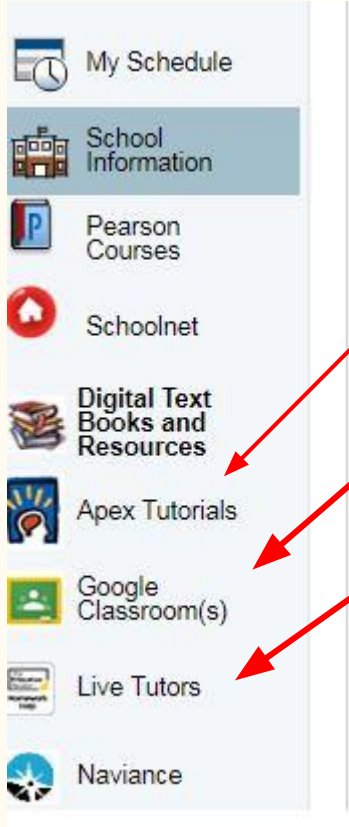 My Schedule
School
Information
P
Pearson
Courses
Schoolnet
Digital Text
Books and
Resources
Apex Tutorials
Google
Classroom(s)
Live Tutors
Naviance